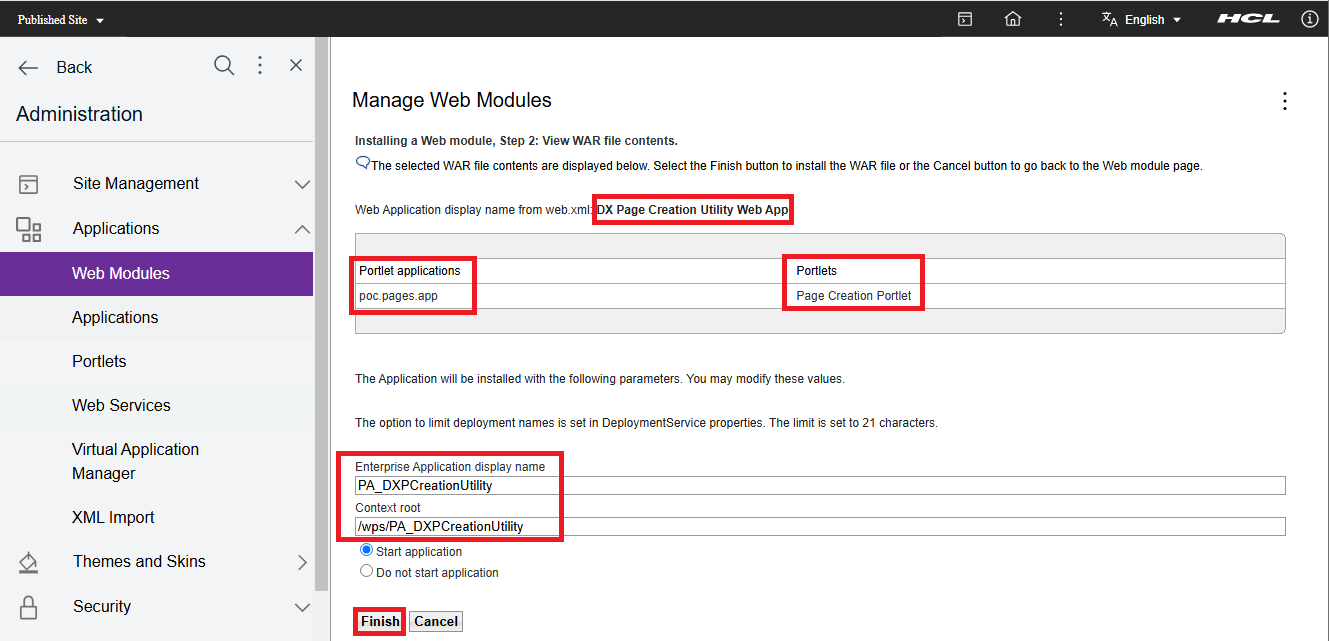 Published Site
English
HCL
Back
Administration
Site Management
Applications
Web Modules
Applications
Portlets
Web Services
Virtual Application
Manager
XML Import
Themes and Skins
Security
Manage Web Modules
Installing a Web module, Step 2: View WAR file contents.
The selected WAR file contents are displayed below. Select the Finish button to install the WAR file or the Cancel button to go back to the Web module page.
Web Application display name from web.xml: DX Page Creation Utility Web App
Portlet applications Portlets
poc.pages.app Page Creation Portlet
The Application will be installed with the following parameters. You may modify these values.
The option to limit deployment names is set in DeploymentService properties. The limit is set to 21 characters.
Enterprise Application display name
PA_DXPCreationUtility
Context root
/wps/PA_DXPCreationUtility
Start application
Do not start application
Finish Cancel